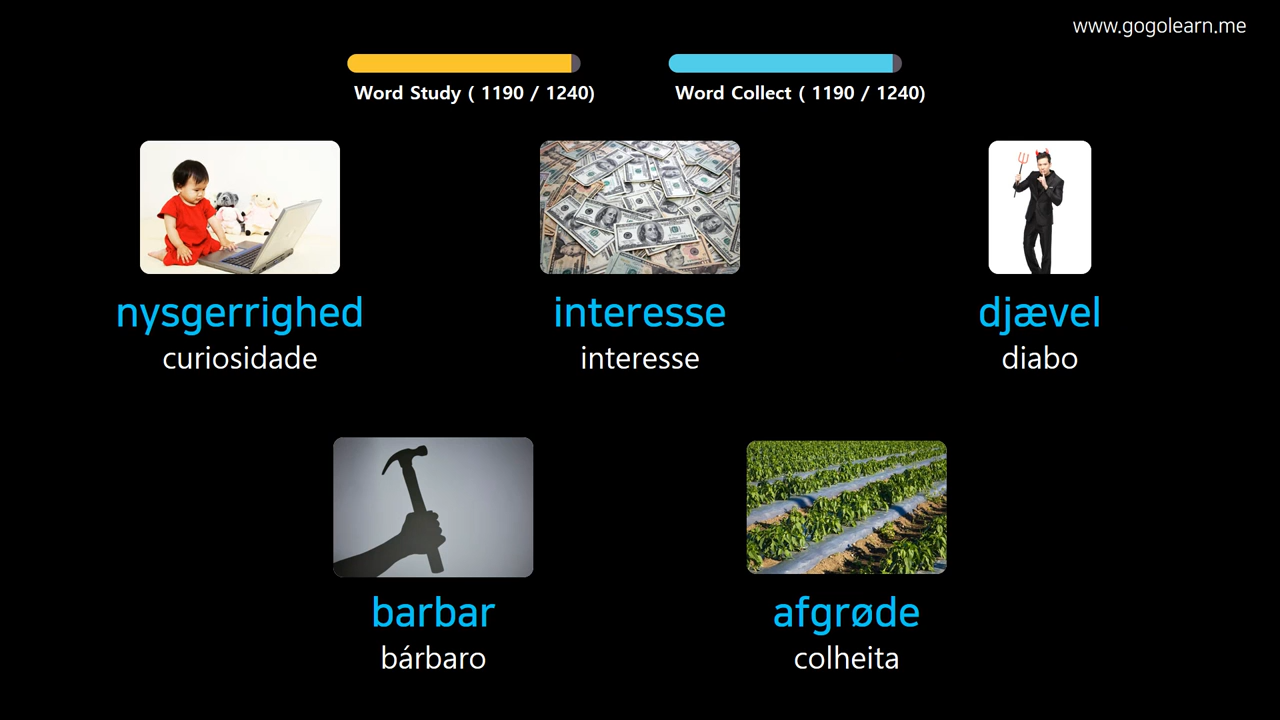 www.gogolearn.me
Word Study ( 1190 / 1240)
Word Collect ( 1190 / 1240)
nysgerrighed
curiosidade
interesse
interesse
djævel
diabo
barbar
bárbaro
afgrøde
colheita